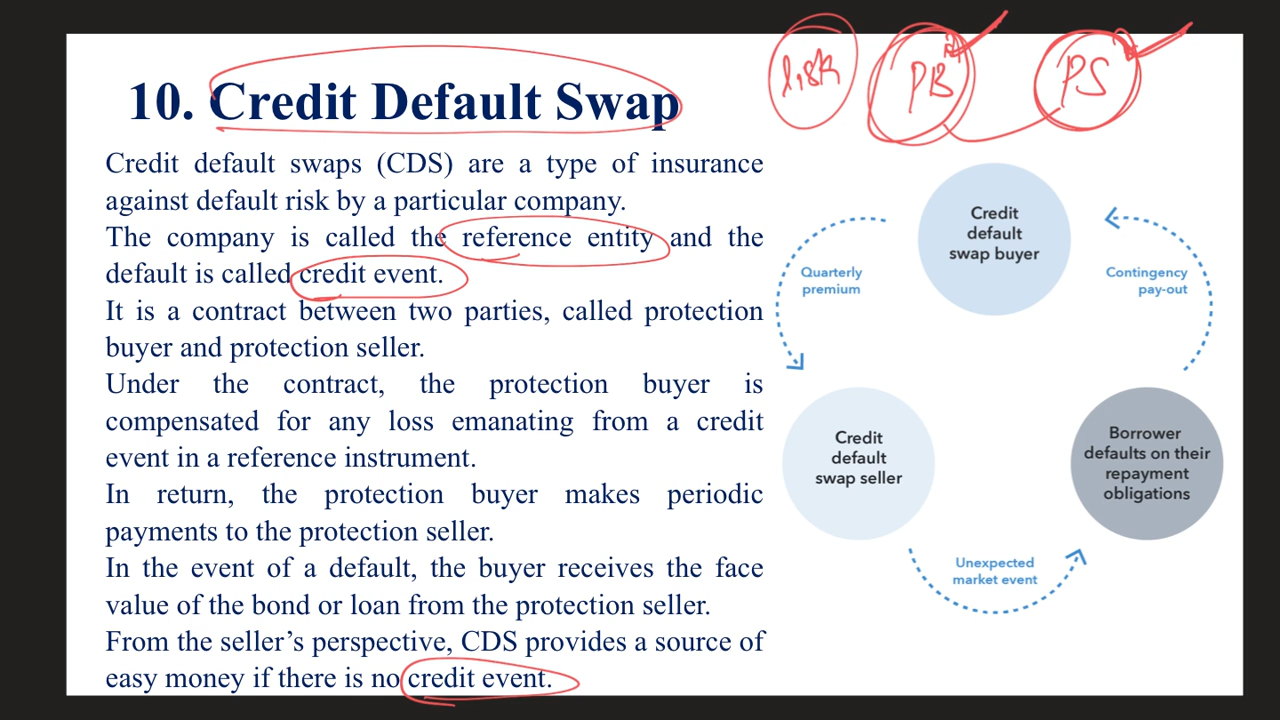 10. Credit Default Swap
Risk PB PS
Credit default swaps (CDS) are a type of insurance
against default risk by a particular company.
The company is called the reference entity and the
default is called credit event.
It is a contract between two parties, called protection
buyer and protection seller.
Under the contract, the protection buyer is
compensated for any loss emanating from a credit
event in a reference instrument.
In return, the protection buyer makes periodic
payments to the protection seller.
In the event of a default, the buyer receives the face
value of the bond or loan from the protection seller.
From the seller’s perspective, CDS provides a source of
easy money if there is no credit event.
Credit
default
swap buyer
Quarterly
premium
Contingency
pay-out
Credit
default
swap seller
Borrower
defaults on their
repayment
obligations
Unexpected
market event